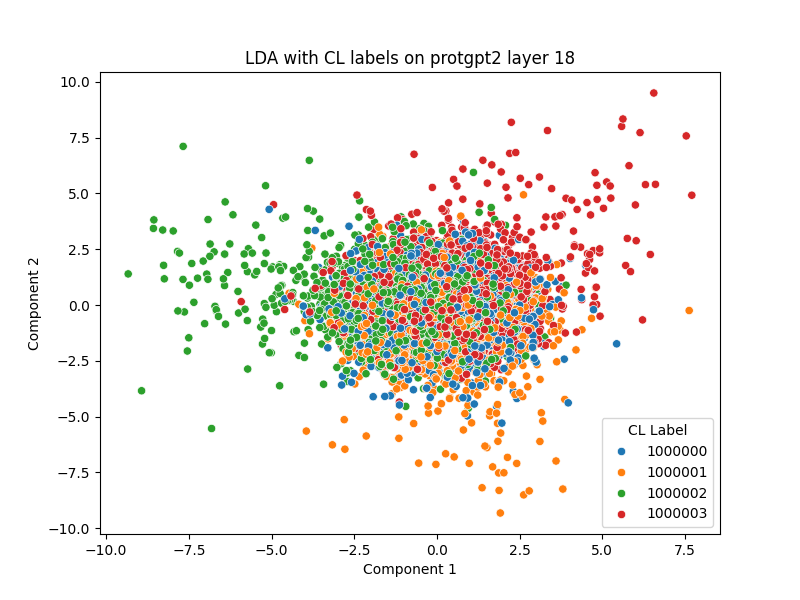 LDA with CL labels on protgpt2 layer 18
10.0
7.5
5.0
2.5
0.0
−2.5
−5.0
−7.5
−10.0
Component 2
CL Label
1000000
1000001
1000002
1000003
−10.0 −7.5 −5.0 −2.5 0.0 2.5 5.0 7.5
Component 1